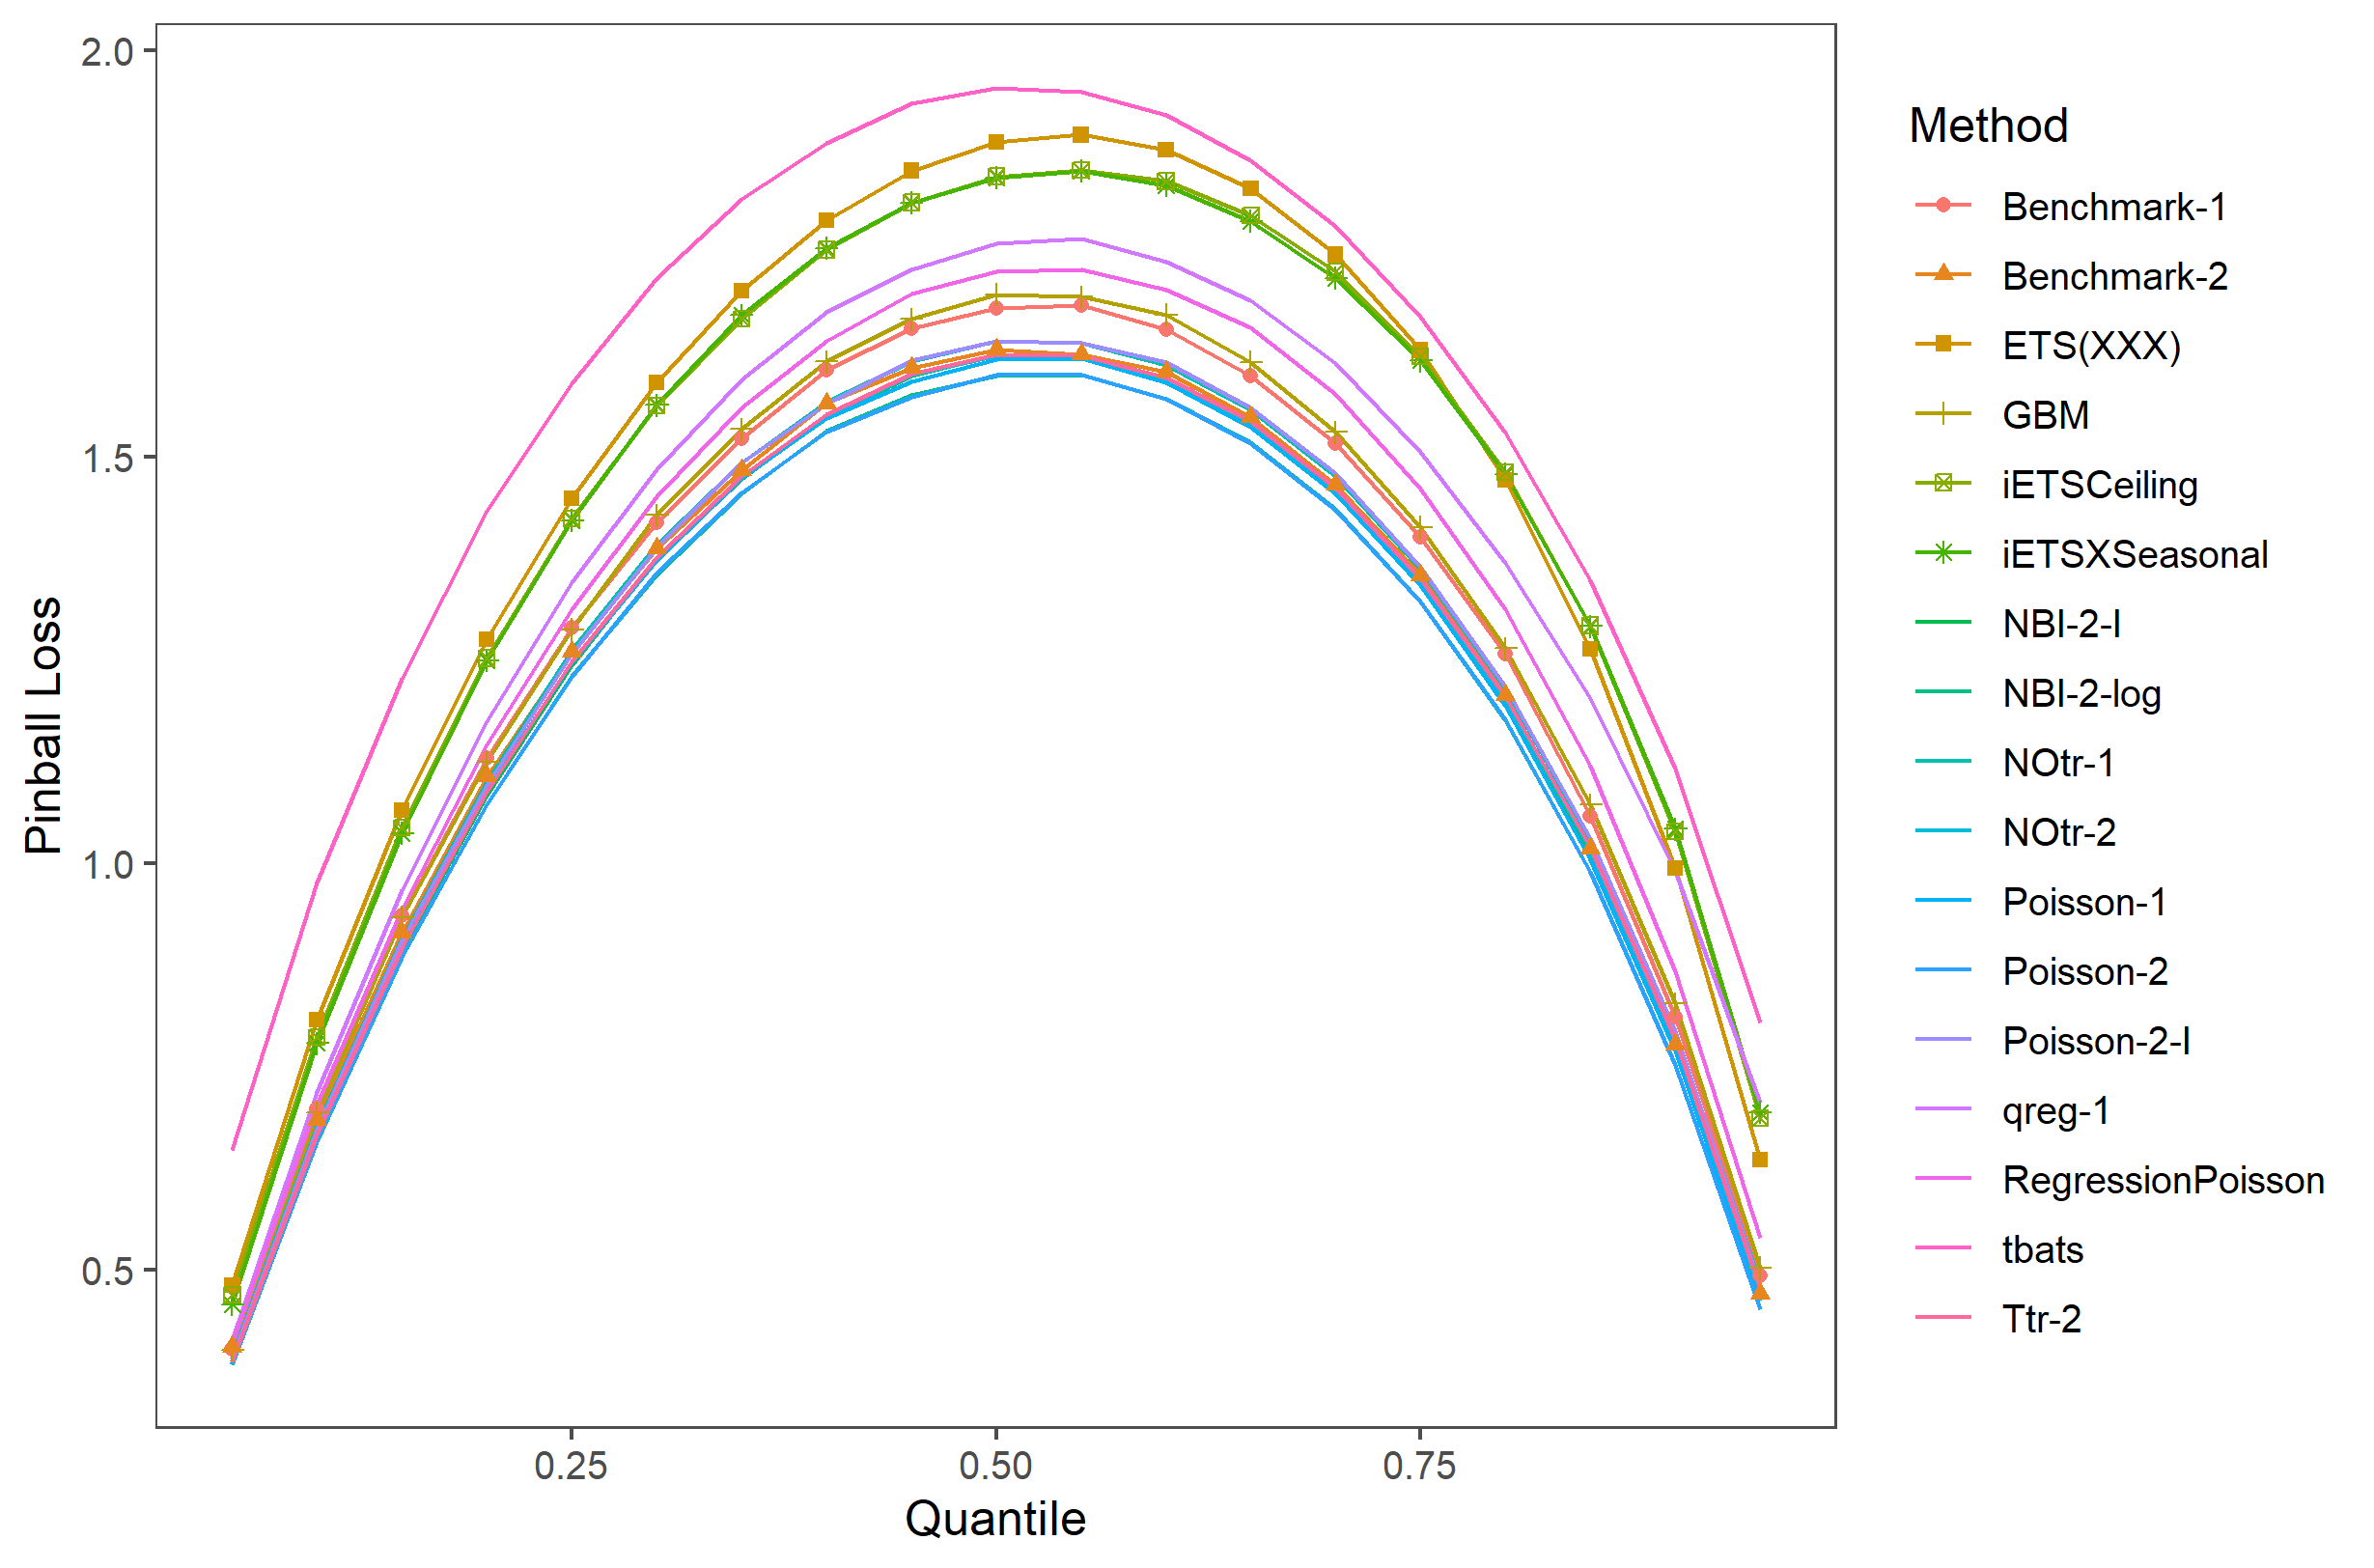 2.0
1.5
1.0
0.5
Pinball Loss
0.25
0.50
0.75
Quantile
Method
Benchmark-1
Benchmark-2
ETS(XXX)
GBM
iETSCeiling
iETSXSeasonal
NBI-2-I
NBI-2-log
NOtr-1
NOtr-2
Poisson-1
Poisson-2
Poisson-2-I
qreg-1
RegressionPoisson
tbats
Ttr-2